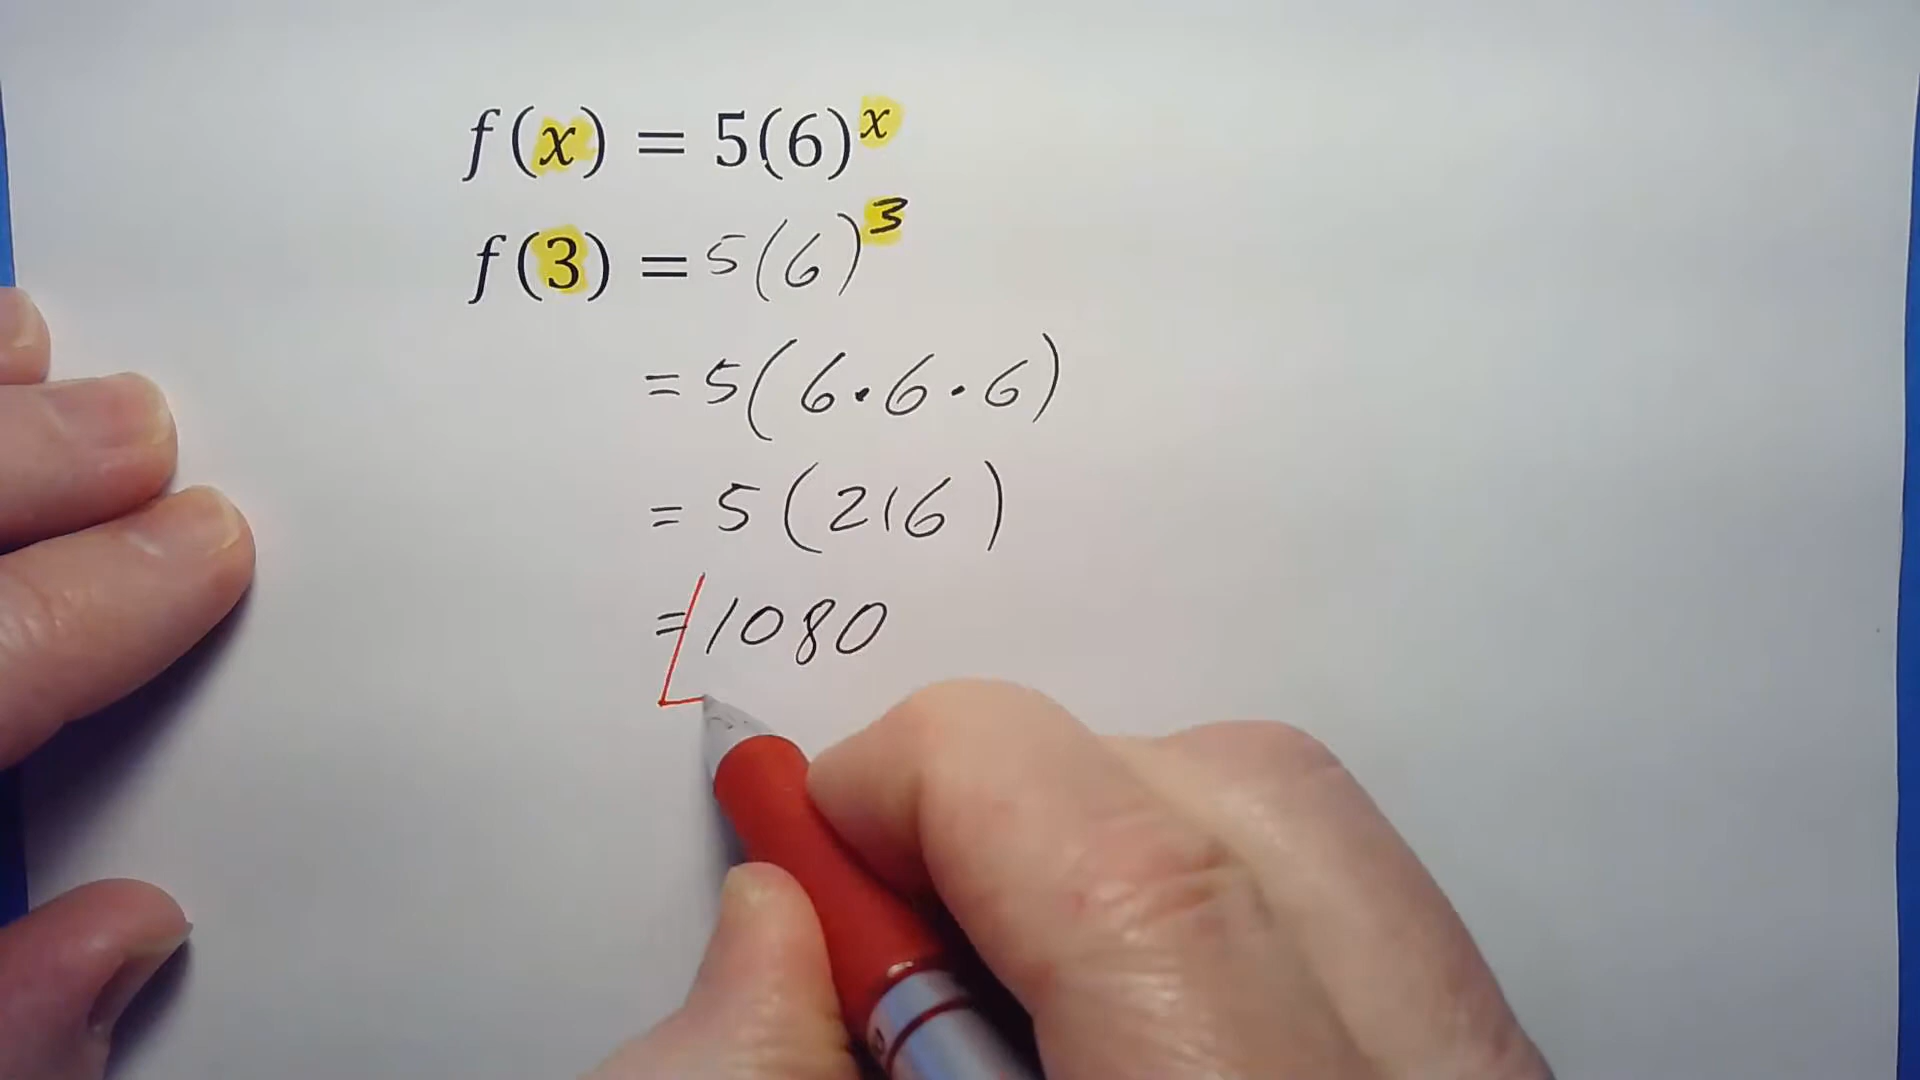 f(x) = 5(6)^x
f(3) = 5(6)^3
= 5(6·6·6)
= 5(216)
= 1080